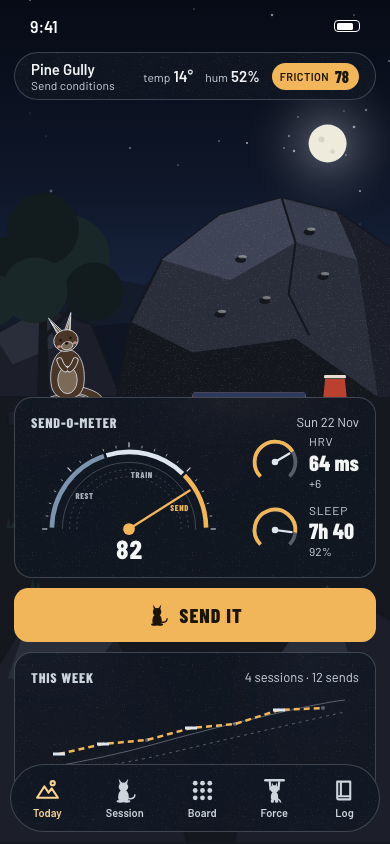 9:41
Pine Gully
Send conditions
temp 14° hum 52% FRICTION 78
SEND-O-METER
Sun 22 Nov
REST
TRAIN
SEND
82
HRV
64 ms
+6
SLEEP
7h 40
92%
SEND IT
THIS WEEK
4 sessions · 12 sends
Today Session Board Force Log